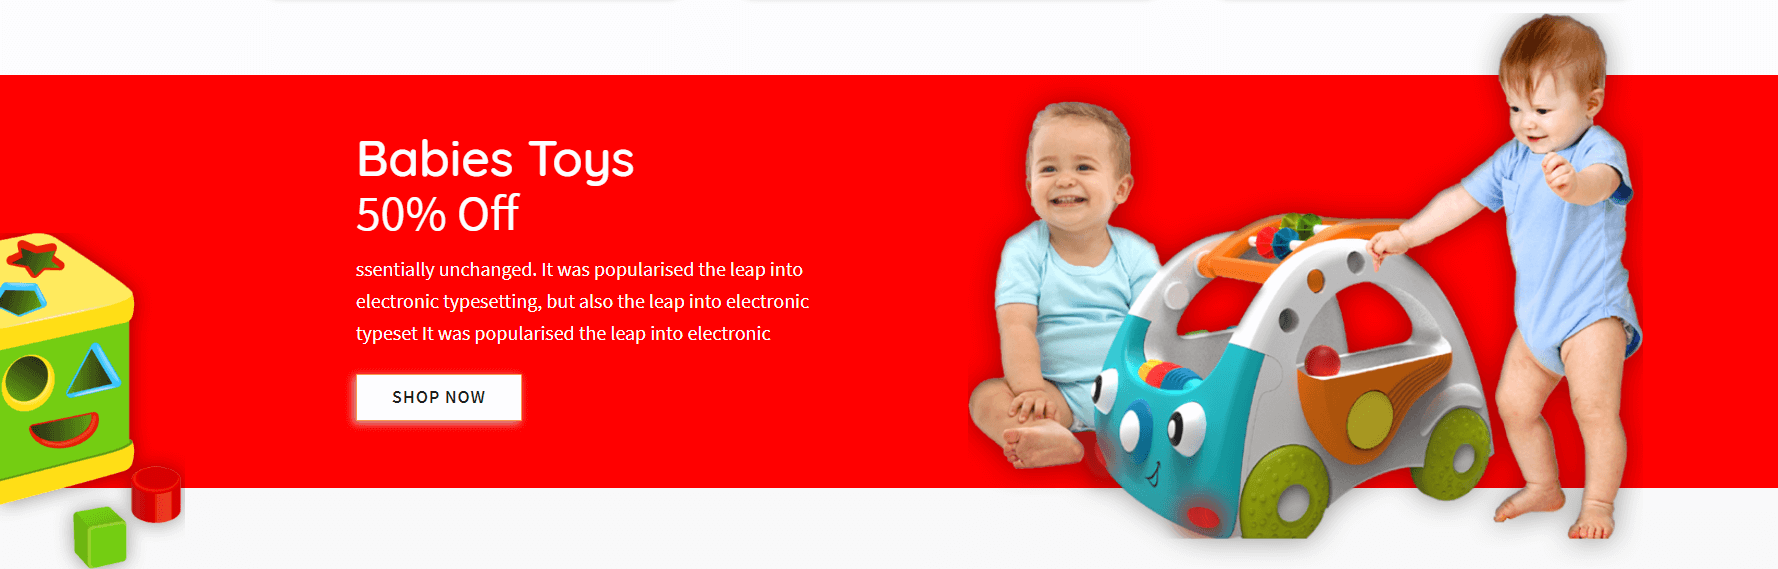 Babies Toys
50% Off
ssentially unchanged. It was popularised the leap into
electronic typesetting, but also the leap into electronic
typeset It was popularised the leap into electronic
SHOP NOW